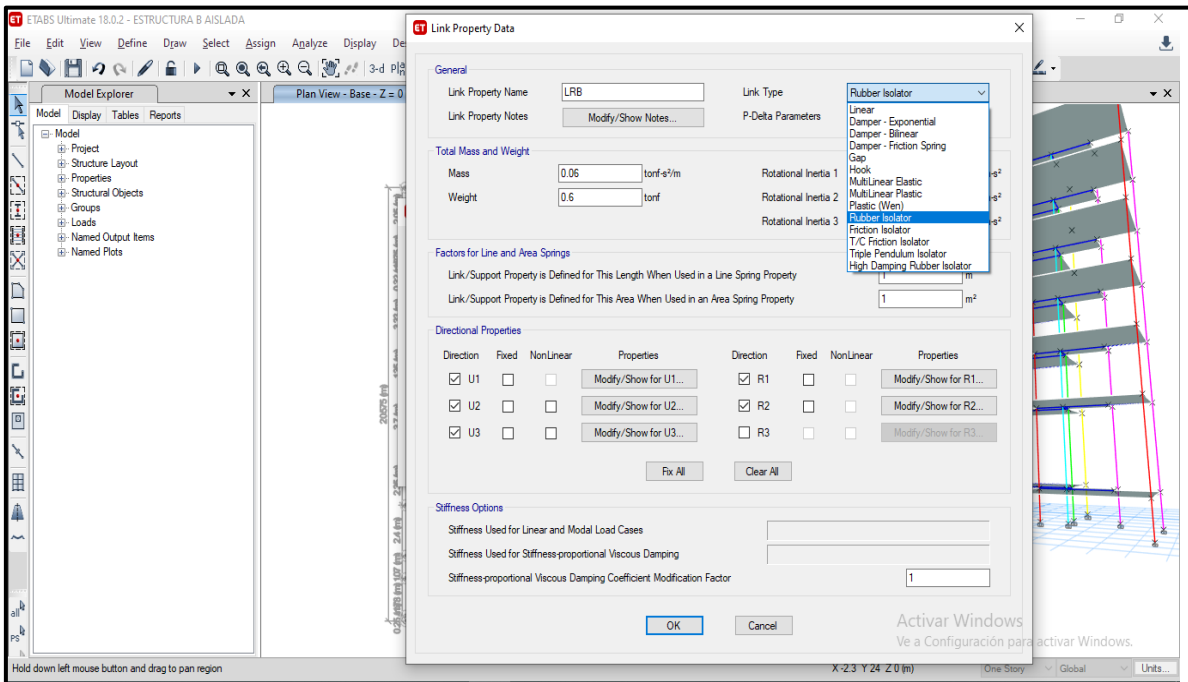 ETABS Ultimate 18.0.2 - ESTRUCTURA B AISLADA
File Edit View Define Draw Select Assign Analyze Display De
3-d
Model Explorer
Model Display Tables Reports
Model
Project
Structure Layout
Properties
Structural Objects
Groups
Loads
Named Output Items
Named Plots
Plan View - Base - Z = 0
Link Property Data
General
Link Property Name LRB Link Type Rubber Isolator
Link Property Notes Modify/Show Notes... P-Delta Parameters
Linear
Damper - Exponential
Damper - Bilinear
Damper - Friction Spring
Gap
Hook
MultiLinear Elastic
MultiLinear Plastic
Plastic (Wen)
Rubber Isolator
Friction Isolator
T/C Friction Isolator
Triple Pendulum Isolator
High Damping Rubber Isolator
Total Mass and Weight
Mass 0.06 tonf-s²/m Rotational Inertia 1
Weight 0.6 tonf Rotational Inertia 2
Rotational Inertia 3
Factors for Line and Area Springs
Link/Support Property is Defined for This Length When Used in a Line Spring Property 1 m
Link/Support Property is Defined for This Area When Used in an Area Spring Property 1 m²
Directional Properties
Direction Fixed NonLinear Properties Direction Fixed NonLinear Properties
U1 Modify/Show for U1... R1 Modify/Show for R1...
U2 Modify/Show for U2... R2 Modify/Show for R2...
U3 Modify/Show for U3... R3 Modify/Show for R3...
Fix All Clear All
Stiffness Options
Stiffness Used for Linear and Modal Load Cases
Stiffness Used for Stiffness-proportional Viscous Damping
Stiffness-proportional Viscous Damping Coefficient Modification Factor 1
OK Cancel
Activar Windows
Ve a Configuración para activar Windows.
all
PS
Hold down left mouse button and drag to pan region X -2.3 Y 24 Z 0 (m) One Story Global Units...